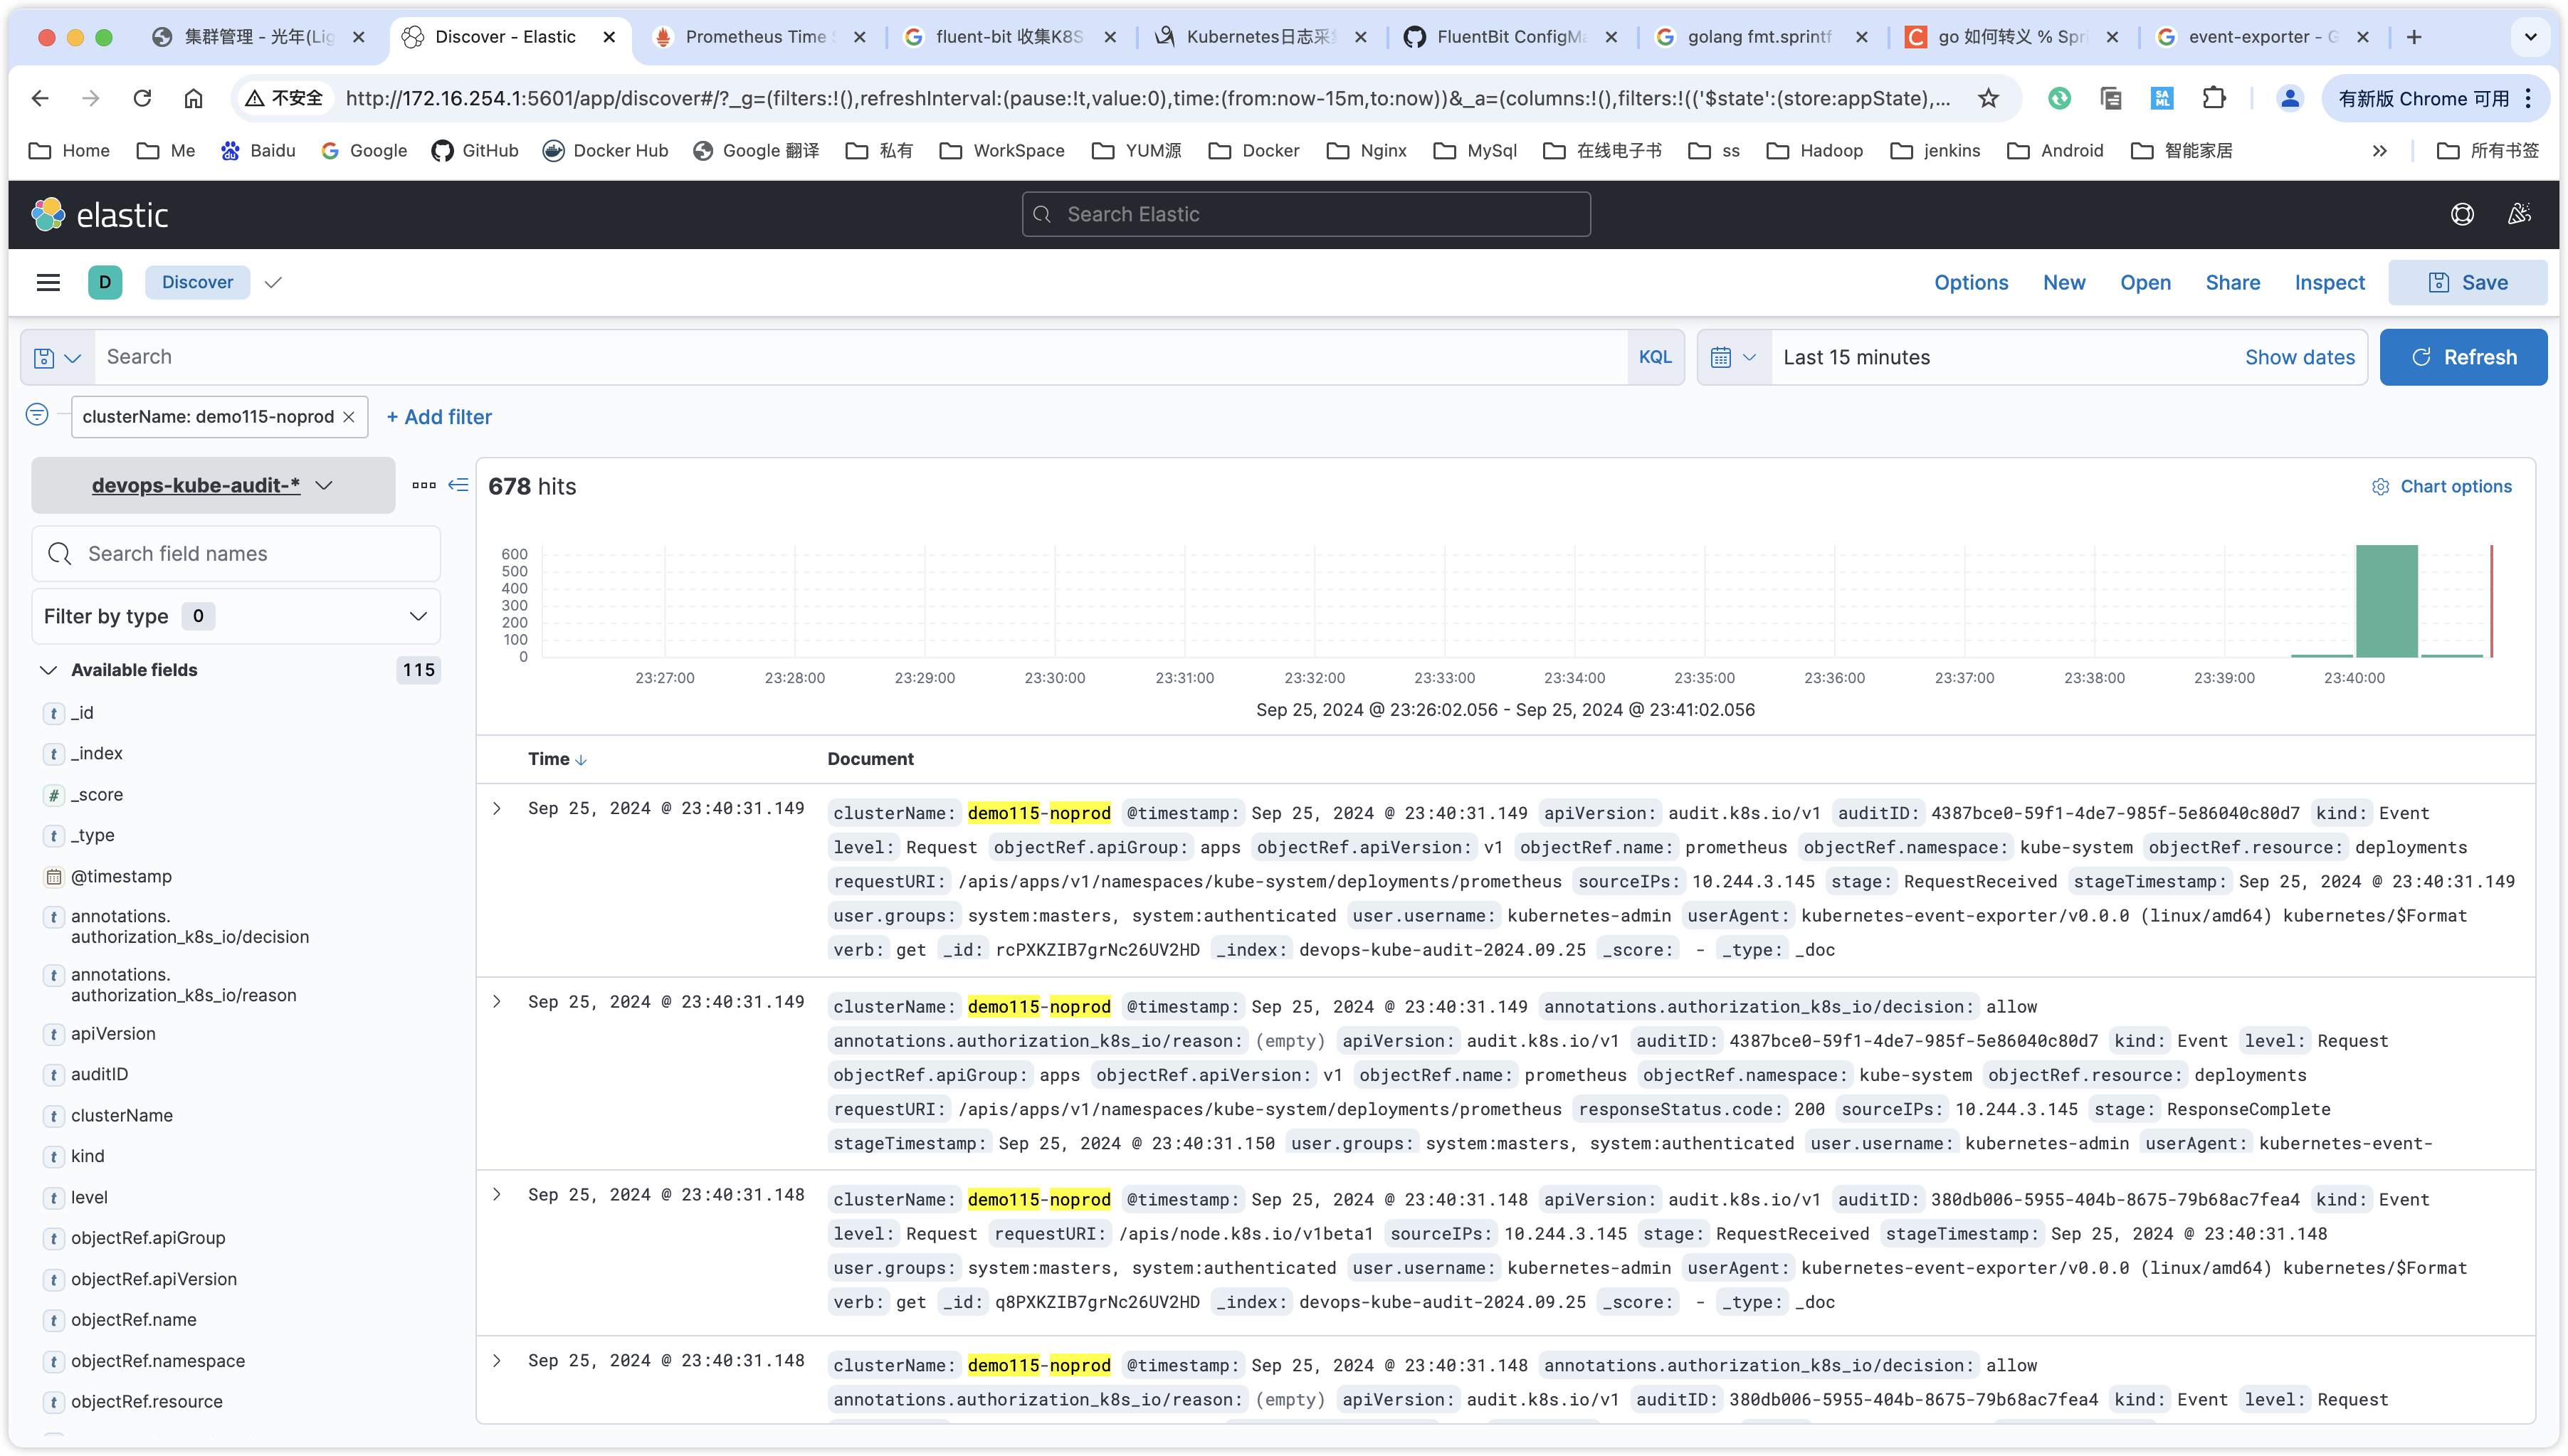 集群管理 - 光年(Lig
Discover - Elastic
Prometheus Time S
fluent-bit 收集K8S
Kubernetes日志采集
FluentBit ConfigMa
golang fmt.sprintf
go 如何转义 % Spri
event-exporter - G
不安全
http://172.16.254.1:5601/app/discover#/?_g=(filters:!(),refreshInterval:(pause:!t,value:0),time:(from:now-15m,to:now))&_a=(columns:!(),filters:!(('$state':(store:appState),...
有新版 Chrome 可用
Home Me Baidu Google GitHub Docker Hub Google 翻译 私有 WorkSpace YUM源 Docker Nginx MySql 在线电子书 ss Hadoop jenkins Android 智能家居 » 所有书签
elastic
Search Elastic
D
Discover
Options New Open Share Inspect Save
Search
KQL
Last 15 minutes
Show dates
Refresh
clusterName: demo115-noprod
+ Add filter
devops-kube-audit-*
Search field names
Filter by type 0
Available fields 115
t _id
t _index
# _score
t _type
@timestamp
t annotations.
authorization_k8s_io/decision
t annotations.
authorization_k8s_io/reason
t apiVersion
t auditID
t clusterName
t kind
t level
t objectRef.apiGroup
t objectRef.apiVersion
t objectRef.name
t objectRef.namespace
t objectRef.resource
678 hits
Chart options
600
500
400
300
200
100
0
23:27:00 23:28:00 23:29:00 23:30:00 23:31:00 23:32:00 23:33:00 23:34:00 23:35:00 23:36:00 23:37:00 23:38:00 23:39:00 23:40:00
Sep 25, 2024 @ 23:26:02.056 - Sep 25, 2024 @ 23:41:02.056
Time Document
Sep 25, 2024 @ 23:40:31.149
clusterName: demo115-noprod @timestamp: Sep 25, 2024 @ 23:40:31.149 apiVersion: audit.k8s.io/v1 auditID: 4387bce0-59f1-4de7-985f-5e86040c80d7 kind: Event
level: Request objectRef.apiGroup: apps objectRef.apiVersion: v1 objectRef.name: prometheus objectRef.namespace: kube-system objectRef.resource: deployments
requestURI: /apis/apps/v1/namespaces/kube-system/deployments/prometheus sourceIPs: 10.244.3.145 stage: RequestReceived stageTimestamp: Sep 25, 2024 @ 23:40:31.149
user.groups: system:masters, system:authenticated user.username: kubernetes-admin userAgent: kubernetes-event-exporter/v0.0.0 (linux/amd64) kubernetes/$Format
verb: get _id: rcPXKZIB7grNc26UV2HD _index: devops-kube-audit-2024.09.25 _score: - _type: _doc
Sep 25, 2024 @ 23:40:31.149
clusterName: demo115-noprod @timestamp: Sep 25, 2024 @ 23:40:31.149 annotations.authorization_k8s_io/decision: allow
annotations.authorization_k8s_io/reason: (empty) apiVersion: audit.k8s.io/v1 auditID: 4387bce0-59f1-4de7-985f-5e86040c80d7 kind: Event level: Request
objectRef.apiGroup: apps objectRef.apiVersion: v1 objectRef.name: prometheus objectRef.namespace: kube-system objectRef.resource: deployments
requestURI: /apis/apps/v1/namespaces/kube-system/deployments/prometheus responseStatus.code: 200 sourceIPs: 10.244.3.145 stage: ResponseComplete
stageTimestamp: Sep 25, 2024 @ 23:40:31.150 user.groups: system:masters, system:authenticated user.username: kubernetes-admin userAgent: kubernetes-event-
Sep 25, 2024 @ 23:40:31.148
clusterName: demo115-noprod @timestamp: Sep 25, 2024 @ 23:40:31.148 apiVersion: audit.k8s.io/v1 auditID: 380db006-5955-404b-8675-79b68ac7fea4 kind: Event
level: Request requestURI: /apis/node.k8s.io/v1beta1 sourceIPs: 10.244.3.145 stage: RequestReceived stageTimestamp: Sep 25, 2024 @ 23:40:31.148
user.groups: system:masters, system:authenticated user.username: kubernetes-admin userAgent: kubernetes-event-exporter/v0.0.0 (linux/amd64) kubernetes/$Format
verb: get _id: q8PXKZIB7grNc26UV2HD _index: devops-kube-audit-2024.09.25 _score: - _type: _doc
Sep 25, 2024 @ 23:40:31.148
clusterName: demo115-noprod @timestamp: Sep 25, 2024 @ 23:40:31.148 annotations.authorization_k8s_io/decision: allow
annotations.authorization_k8s_io/reason: (empty) apiVersion: audit.k8s.io/v1 auditID: 380db006-5955-404b-8675-79b68ac7fea4 kind: Event level: Request